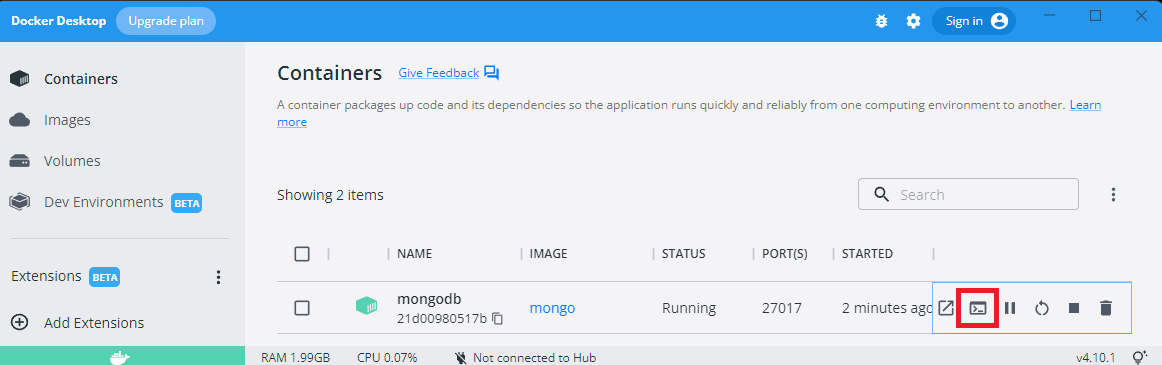 Docker Desktop Upgrade plan Sign in
Containers
Images
Volumes
Dev Environments BETA
Extensions BETA
Add Extensions
Containers Give Feedback
A container packages up code and its dependencies so the application runs quickly and reliably from one computing environment to another. Learn
more
Showing 2 items Search
NAME IMAGE STATUS PORT(S) STARTED
mongodb mongo Running 27017 2 minutes ago
21d00980517b
RAM 1.99GB CPU 0.07% Not connected to Hub v4.10.1